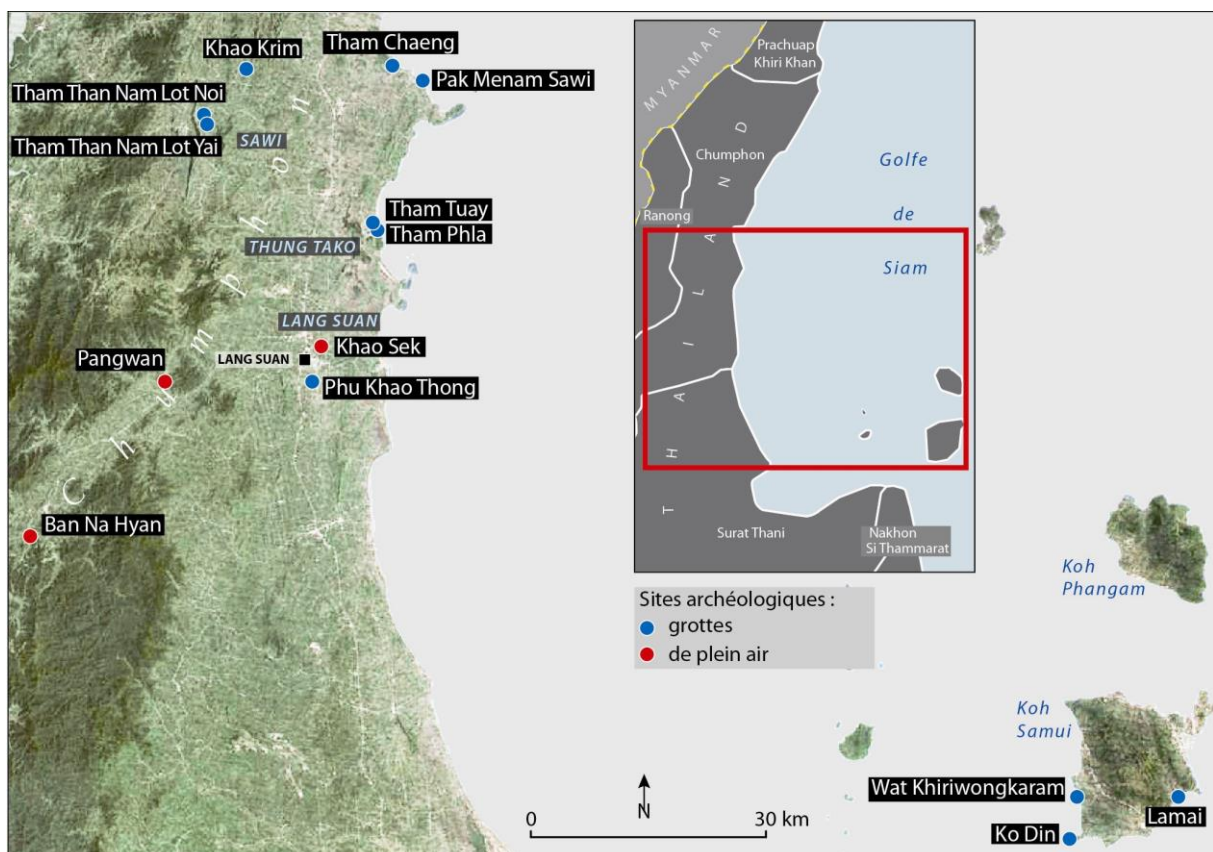 Khao Krim
Tham Chaeng
Pak Menam Sawi
Tham Than Nam Lot Noi
Tham Than Nam Lot Yai
SAWI
Tham Tuay
Tham Phla
THUNG TAKO
LANG SUAN
Khao Sek
LANG SUAN
Pangwan
Phu Khao Thong
Chumphon
Ban Na Hyan
MYANMAR
Prachuap
Khiri Khan
Chumphon
Ranong
THAILAND
Golfe
de
Siam
Surat Thani
Nakhon
Si Thammarat
Sites archéologiques :
grottes
de plein air
Koh
Phangam
Koh
Samui
Wat Khiriwongkaram
Lamai
Ko Din
N
0 30 km